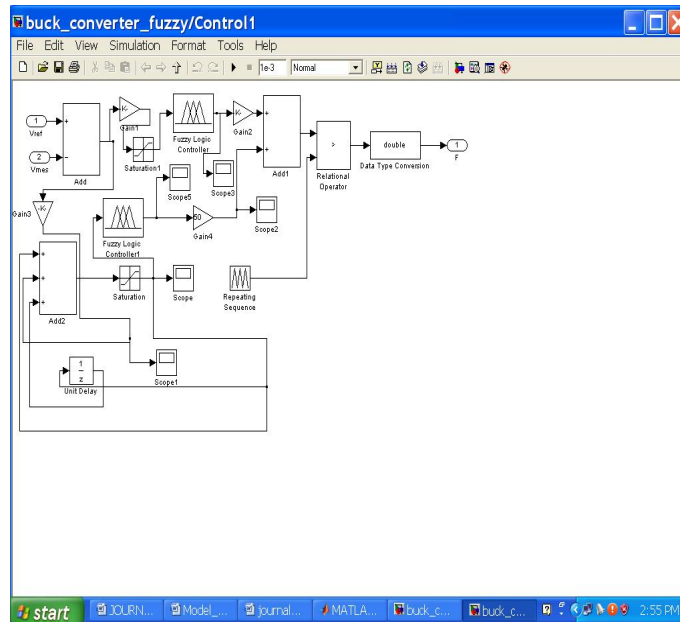 buck_converter_fuzzy/Control1
File Edit View Simulation Format Tools Help
1e-3 Normal
1
Vref
2
Vmes
+
−
Add
-K-
Gain1
Saturation1
Fuzzy Logic
Controller
-K-
Gain2
Scope3
+
+
Add1
>
Relational
Operator
double
Data Type Conversion
1
F
Scope5
-K-
Gain3
Fuzzy Logic
Controller1
60
Gain4
Scope2
+
+
+
Add2
Saturation
Scope
Repeating
Sequence
Scope1
1
z
Unit Delay
start JOURN... Model_... journal... MATLA... buck_c... buck_c... 2:55 PM